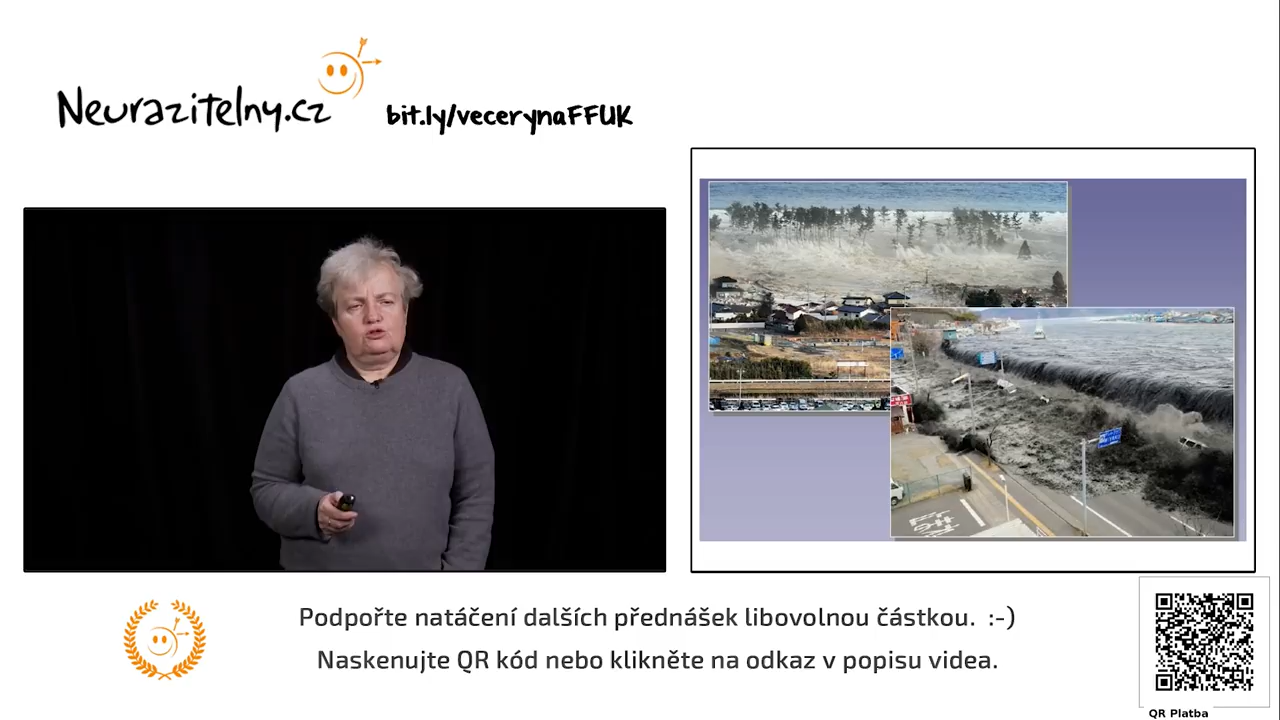 Neurazitelny.cz
bit.ly/vecerynaFFUK
Podpořte natáčení dalších přednášek libovolnou částkou. :-)
Naskenujte QR kód nebo klikněte na odkaz v popisu videa.
QR Platba